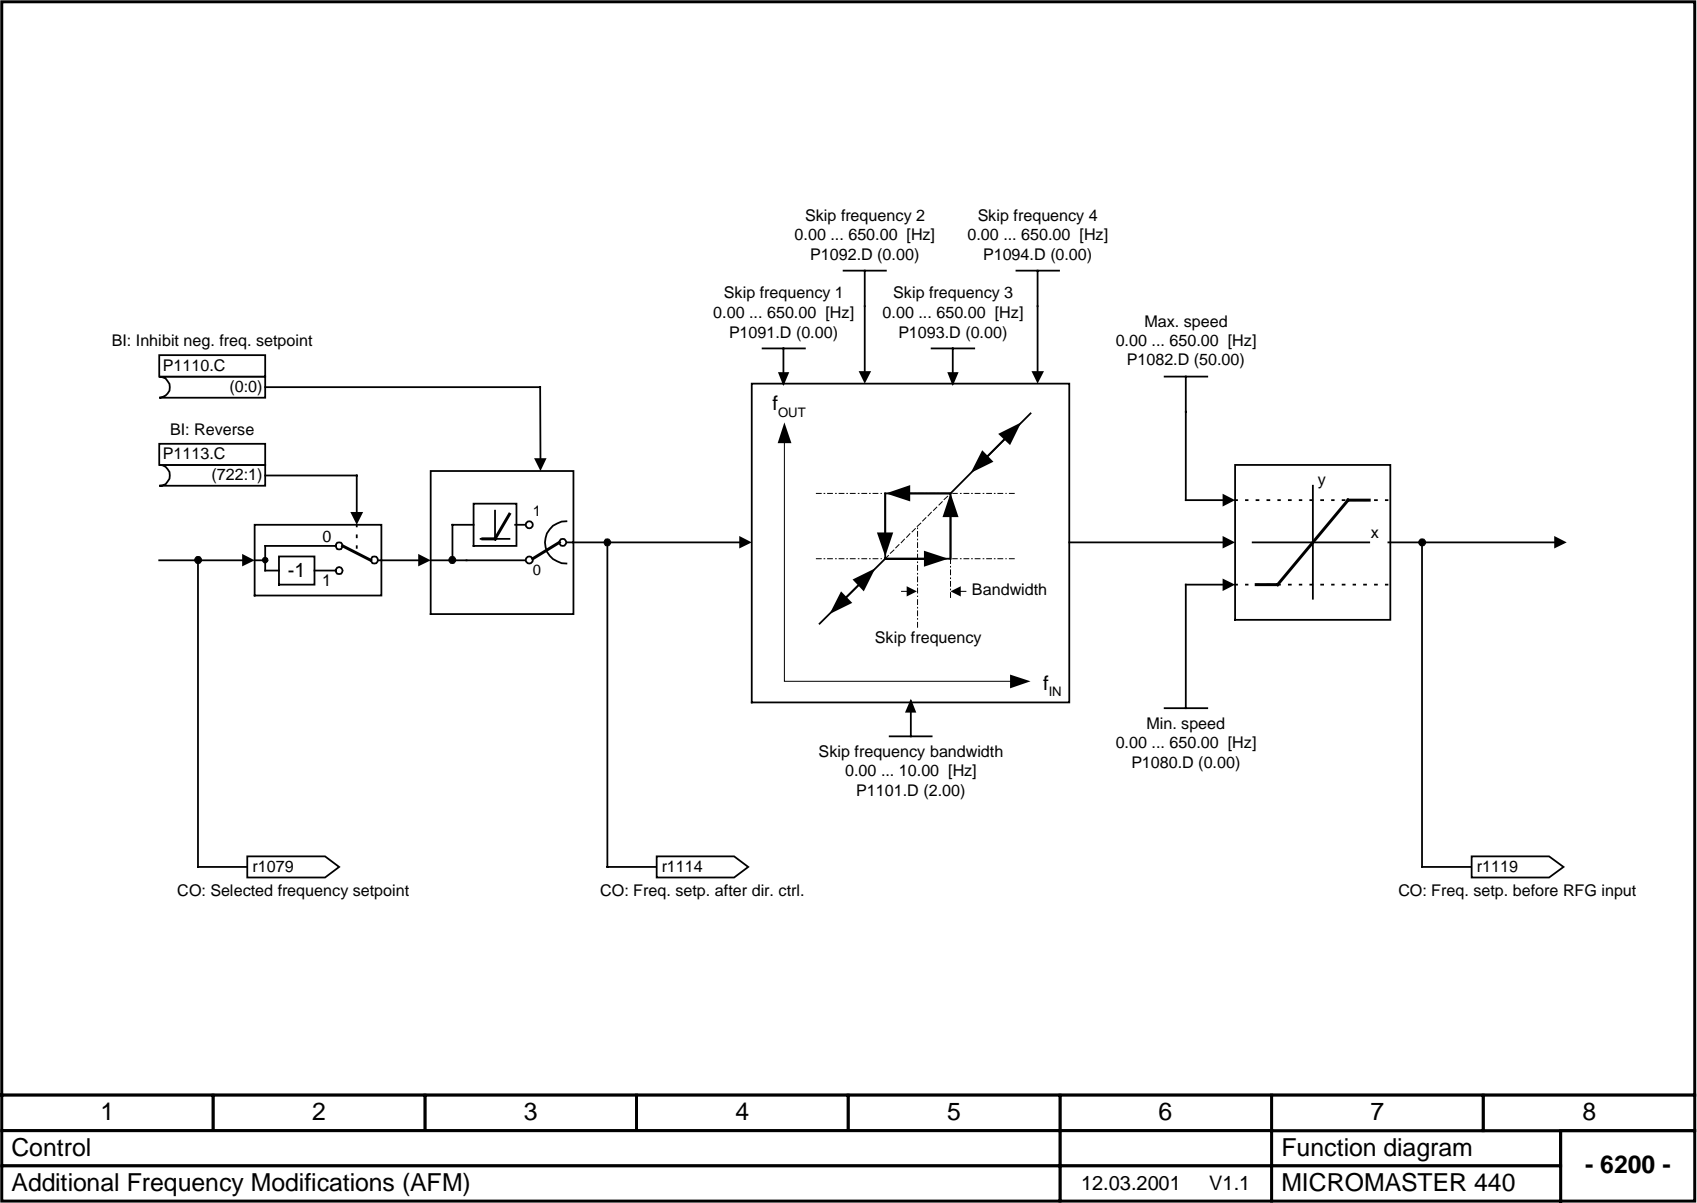 Skip frequency 2
0.00 ... 650.00 [Hz]
P1092.D (0.00)
Skip frequency 4
0.00 ... 650.00 [Hz]
P1094.D (0.00)
Skip frequency 1
0.00 ... 650.00 [Hz]
P1091.D (0.00)
Skip frequency 3
0.00 ... 650.00 [Hz]
P1093.D (0.00)
Max. speed
0.00 ... 650.00 [Hz]
P1082.D (50.00)
BI: Inhibit neg. freq. setpoint
P1110.C
(0:0)
BI: Reverse
P1113.C
(722:1)
0
-1
1
1
0
fOUT
Bandwidth
Skip frequency
fIN
y
x
Skip frequency bandwidth
0.00 ... 10.00 [Hz]
P1101.D (2.00)
Min. speed
0.00 ... 650.00 [Hz]
P1080.D (0.00)
r1079
CO: Selected frequency setpoint
r1114
CO: Freq. setp. after dir. ctrl.
r1119
CO: Freq. setp. before RFG input
1 2 3 4 5 6 7 8
Control
Function diagram
- 6200 -
Additional Frequency Modifications (AFM)
12.03.2001 V1.1
MICROMASTER 440